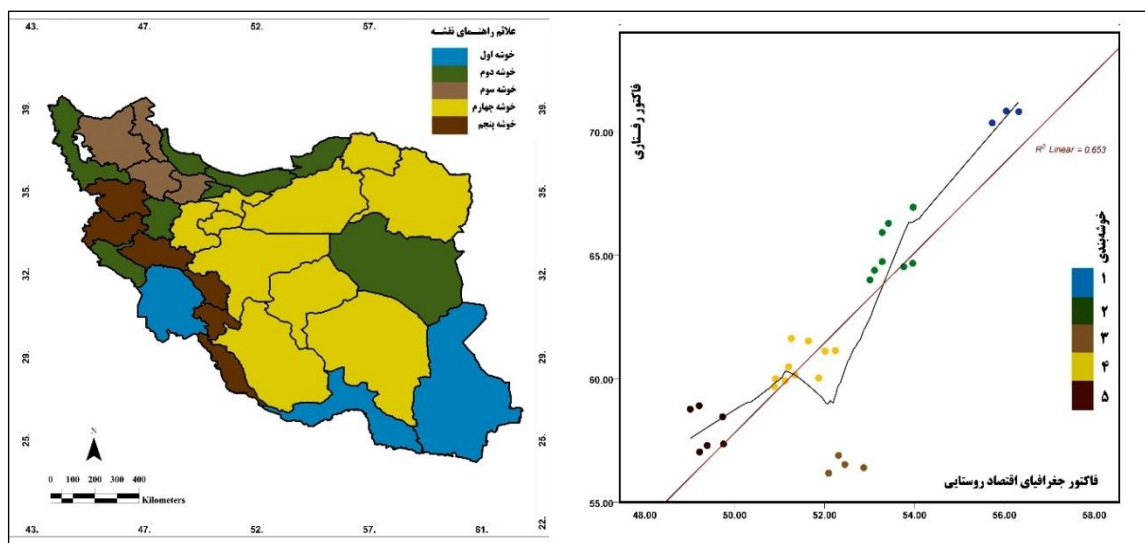 43. 47. 52. 57.
علائم راهنمای نقشه
خوشه اول
خوشه دوم
خوشه سوم
خوشه چهارم
خوشه پنجم
39. 39.
35. 35.
32. 32.
29. 29.
25. 25.
22.
N
0 100 200 300 400
Kilometers
43. 47. 52. 57. 61.
فاکتور رفتاری
70.00
65.00
60.00
55.00
R² Linear = 0.653
خوشه‌بندی
۱
۲
۳
۴
۵
فاکتور جغرافیای اقتصاد روستایی
48.00 50.00 52.00 54.00 56.00 58.00